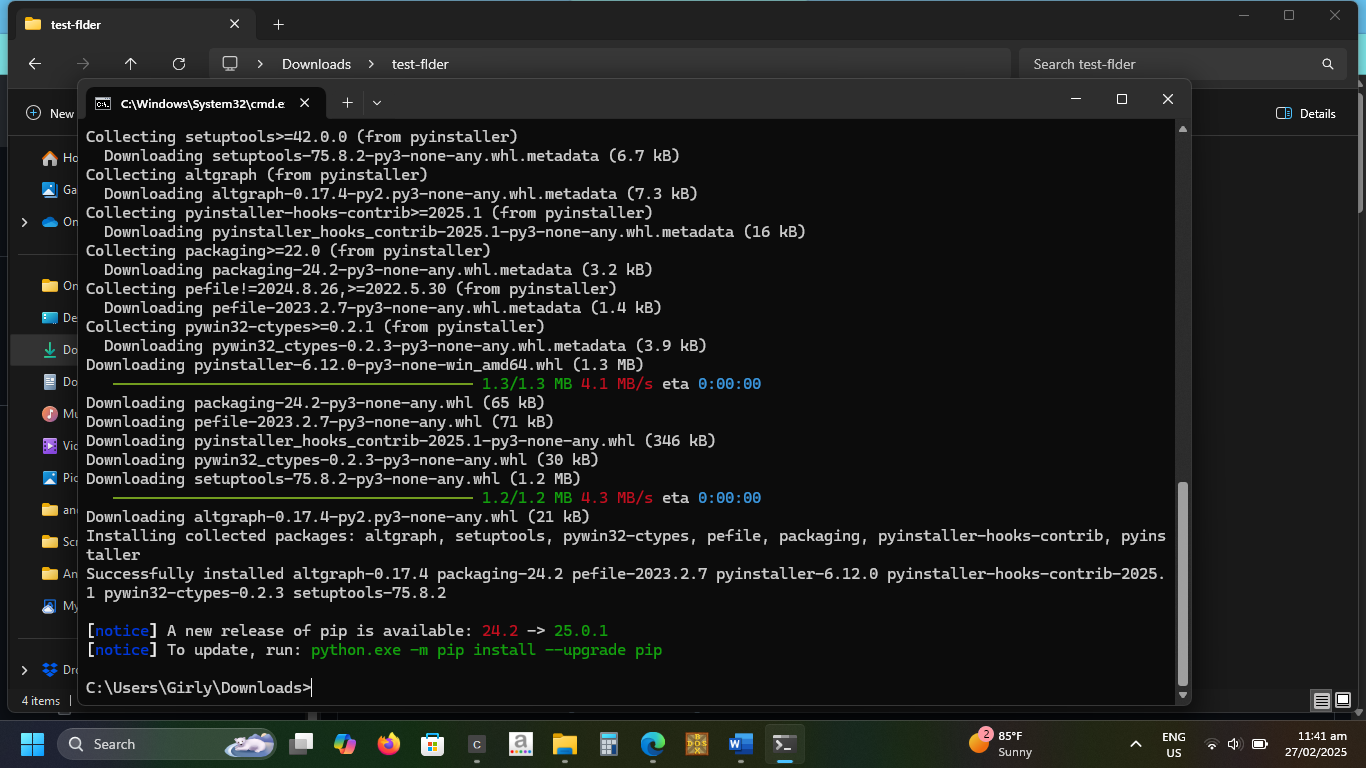 test-flder
Downloads > test-flder
Search test-flder
New
C:\Windows\System32\cmd.e
Details
Collecting setuptools>=42.0.0 (from pyinstaller)
Downloading setuptools-75.8.2-py3-none-any.whl.metadata (6.7 kB)
Collecting altgraph (from pyinstaller)
Downloading altgraph-0.17.4-py2.py3-none-any.whl.metadata (7.3 kB)
Collecting pyinstaller-hooks-contrib>=2025.1 (from pyinstaller)
Downloading pyinstaller_hooks_contrib-2025.1-py3-none-any.whl.metadata (16 kB)
Collecting packaging>=22.0 (from pyinstaller)
Downloading packaging-24.2-py3-none-any.whl.metadata (3.2 kB)
Collecting pefile!=2024.8.26,>=2022.5.30 (from pyinstaller)
Downloading pefile-2023.2.7-py3-none-any.whl.metadata (1.4 kB)
Collecting pywin32-ctypes>=0.2.1 (from pyinstaller)
Downloading pywin32_ctypes-0.2.3-py3-none-any.whl.metadata (3.9 kB)
Downloading pyinstaller-6.12.0-py3-none-win_amd64.whl (1.3 MB)
1.3/1.3 MB 4.1 MB/s eta 0:00:00
Downloading packaging-24.2-py3-none-any.whl (65 kB)
Downloading pefile-2023.2.7-py3-none-any.whl (71 kB)
Downloading pyinstaller_hooks_contrib-2025.1-py3-none-any.whl (346 kB)
Downloading pywin32_ctypes-0.2.3-py3-none-any.whl (30 kB)
Downloading setuptools-75.8.2-py3-none-any.whl (1.2 MB)
1.2/1.2 MB 4.3 MB/s eta 0:00:00
Downloading altgraph-0.17.4-py2.py3-none-any.whl (21 kB)
Installing collected packages: altgraph, setuptools, pywin32-ctypes, pefile, packaging, pyinstaller-hooks-contrib, pyins
taller
Successfully installed altgraph-0.17.4 packaging-24.2 pefile-2023.2.7 pyinstaller-6.12.0 pyinstaller-hooks-contrib-2025.
1 pywin32-ctypes-0.2.3 setuptools-75.8.2
[notice] A new release of pip is available: 24.2 -> 25.0.1
[notice] To update, run: python.exe -m pip install --upgrade pip
C:\Users\Girly\Downloads>
Ho
Ga
On
On
De
Do
Do
Mu
Vic
Pic
an
Scr
An
My
Dro
4 items
Search
C
a
DOS
W
2
85°F
Sunny
ENG
US
11:41 am
27/02/2025